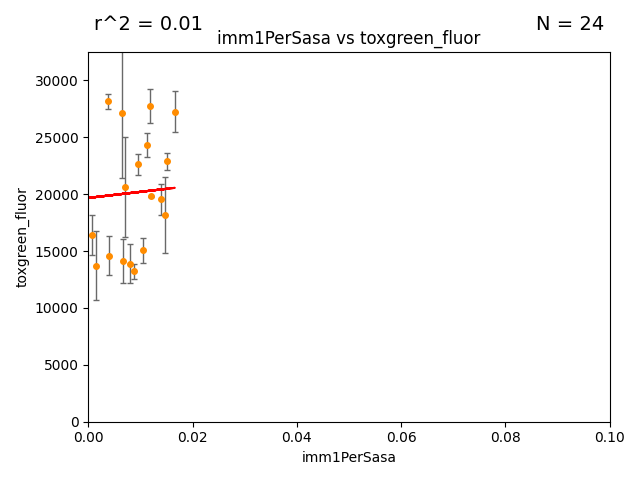 r^2 = 0.01
N = 24
imm1PerSasa vs toxgreen_fluor
30000
25000
20000
15000
10000
5000
0
toxgreen_fluor
0.00
0.02
0.04
0.06
0.08
0.10
imm1PerSasa